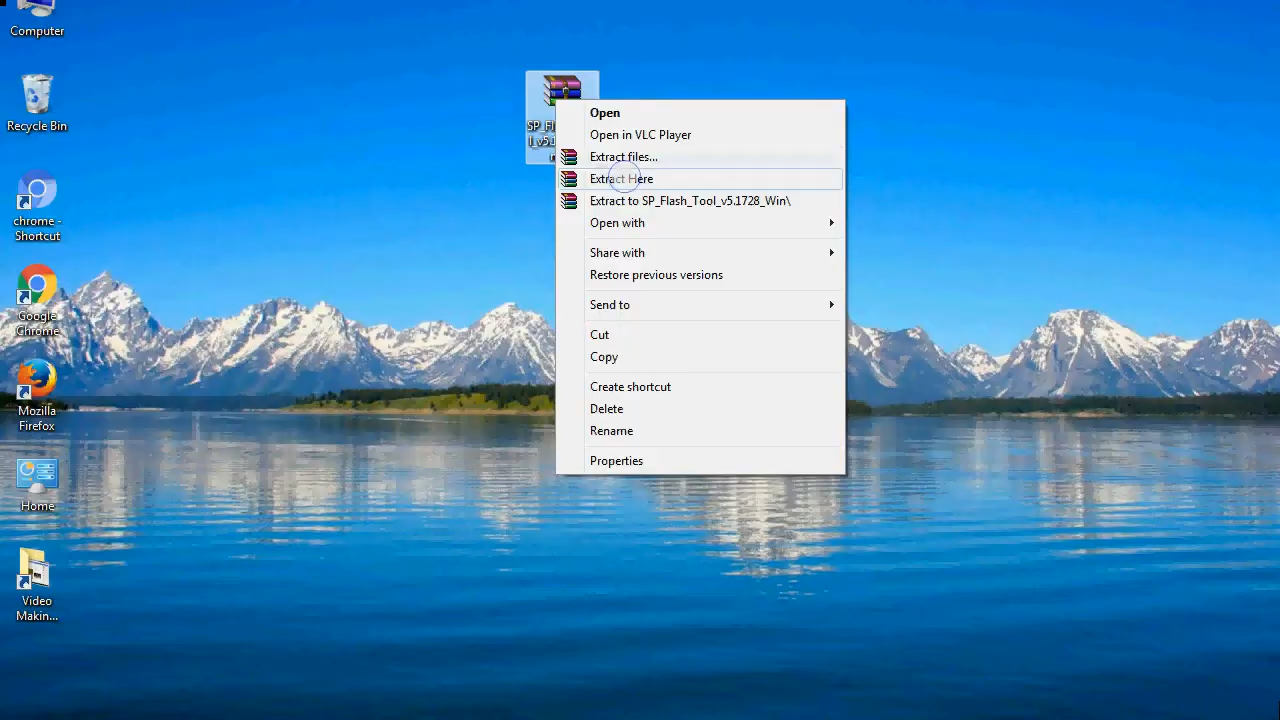 Computer
Recycle Bin
chrome -
Shortcut
Google
Chrome
Mozilla
Firefox
Home
Video
Makin...
Open
Open in VLC Player
Extract files...
Extract Here
Extract to SP_Flash_Tool_v5.1728_Win\
Open with
Share with
Restore previous versions
Send to
Cut
Copy
Create shortcut
Delete
Rename
Properties